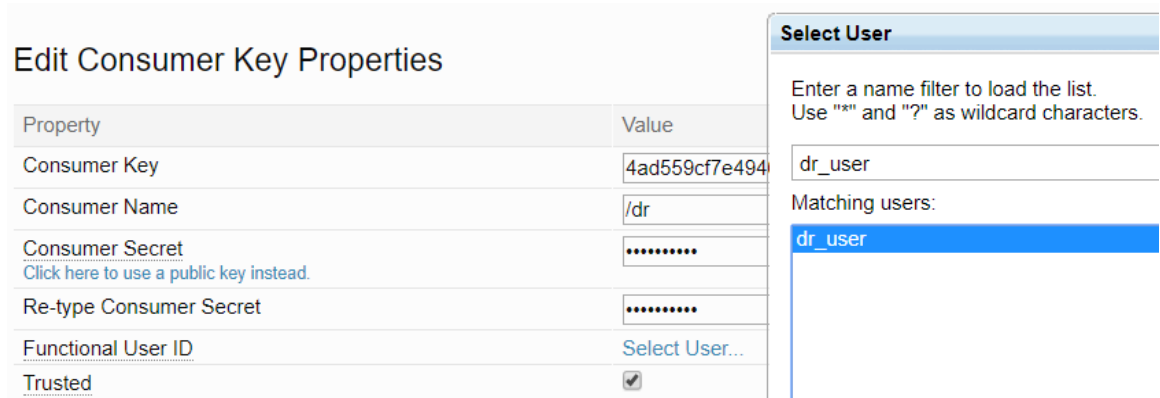 Edit Consumer Key Properties
Property Value
Consumer Key 4ad559cf7e494
Consumer Name /dr
Consumer Secret ••••••••••
Click here to use a public key instead.
Re-type Consumer Secret ••••••••••
Functional User ID Select User...
Trusted
Select User
Enter a name filter to load the list.
Use "*" and "?" as wildcard characters.
dr_user
Matching users:
dr_user